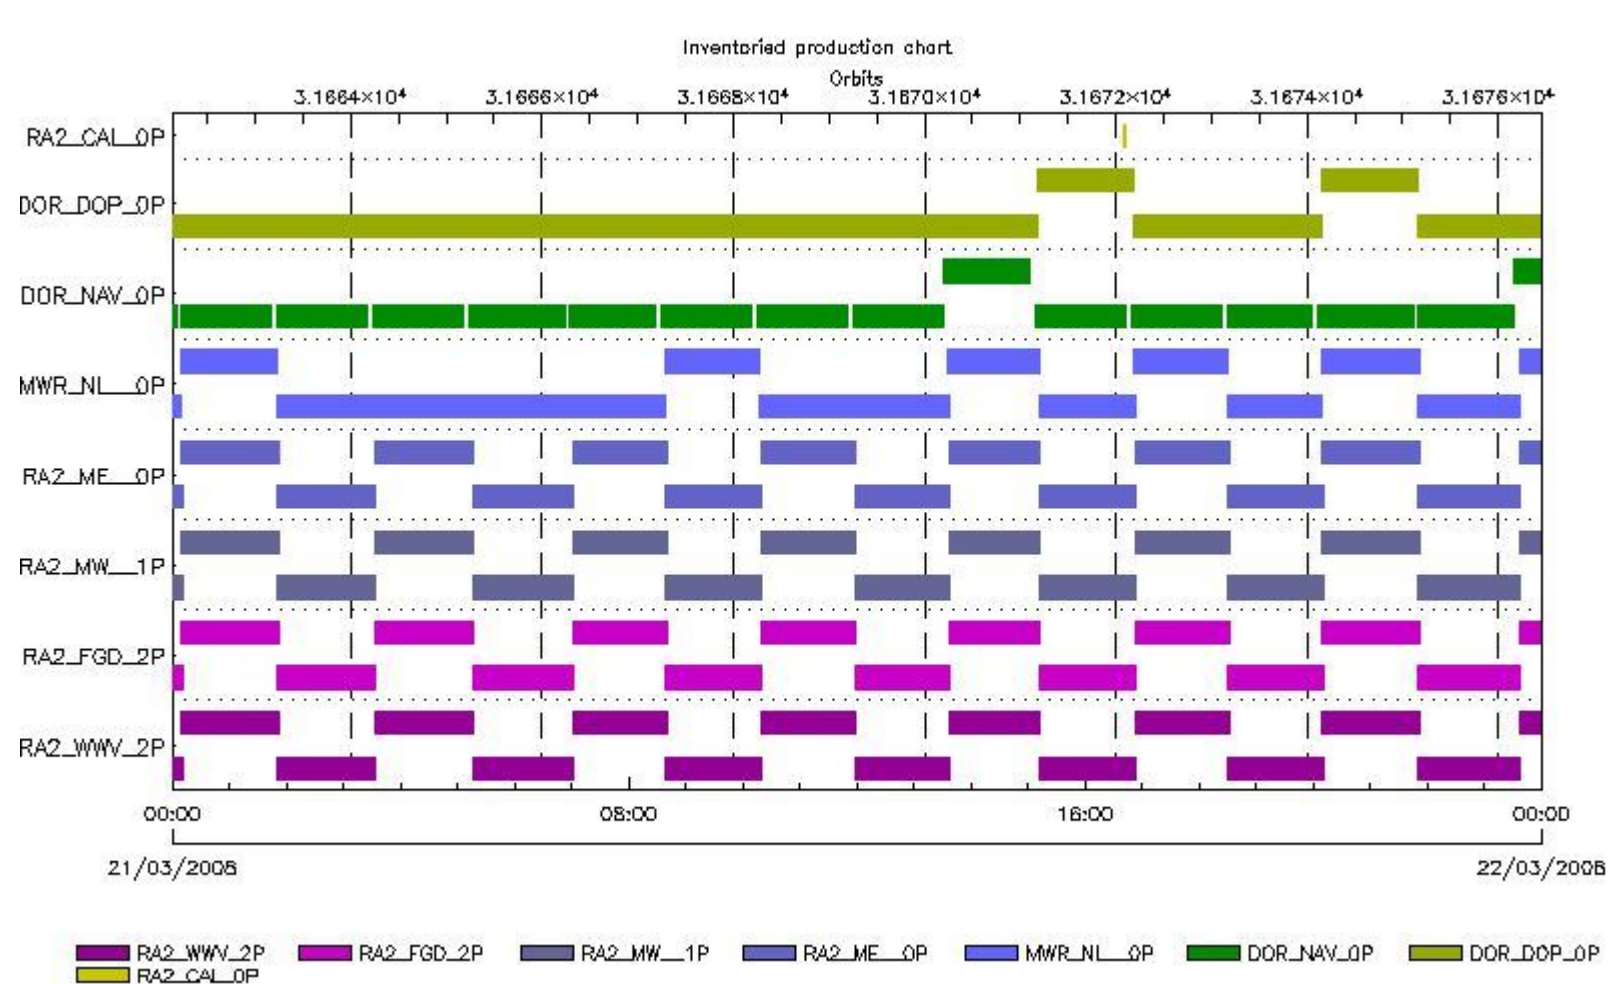 Inventoried production chart
Orbits
3.1664×10⁴ 3.1666×10⁴ 3.1668×10⁴ 3.1670×10⁴ 3.1672×10⁴ 3.1674×10⁴ 3.1676×10⁴
RA2_CAL_0P
DOR_DOP_0P
DOR_NAV_0P
MWR_NL__0P
RA2_ME__0P
RA2_MW__1P
RA2_FGD_2P
RA2_WWV_2P
00:00 08:00 16:00 00:00
21/03/2008 22/03/2008
RA2_WWV_2P RA2_FGD_2P RA2_MW__1P RA2_ME__0P MWR_NL__0P DOR_NAV_0P DOR_DOP_0P
RA2_CAL_0P